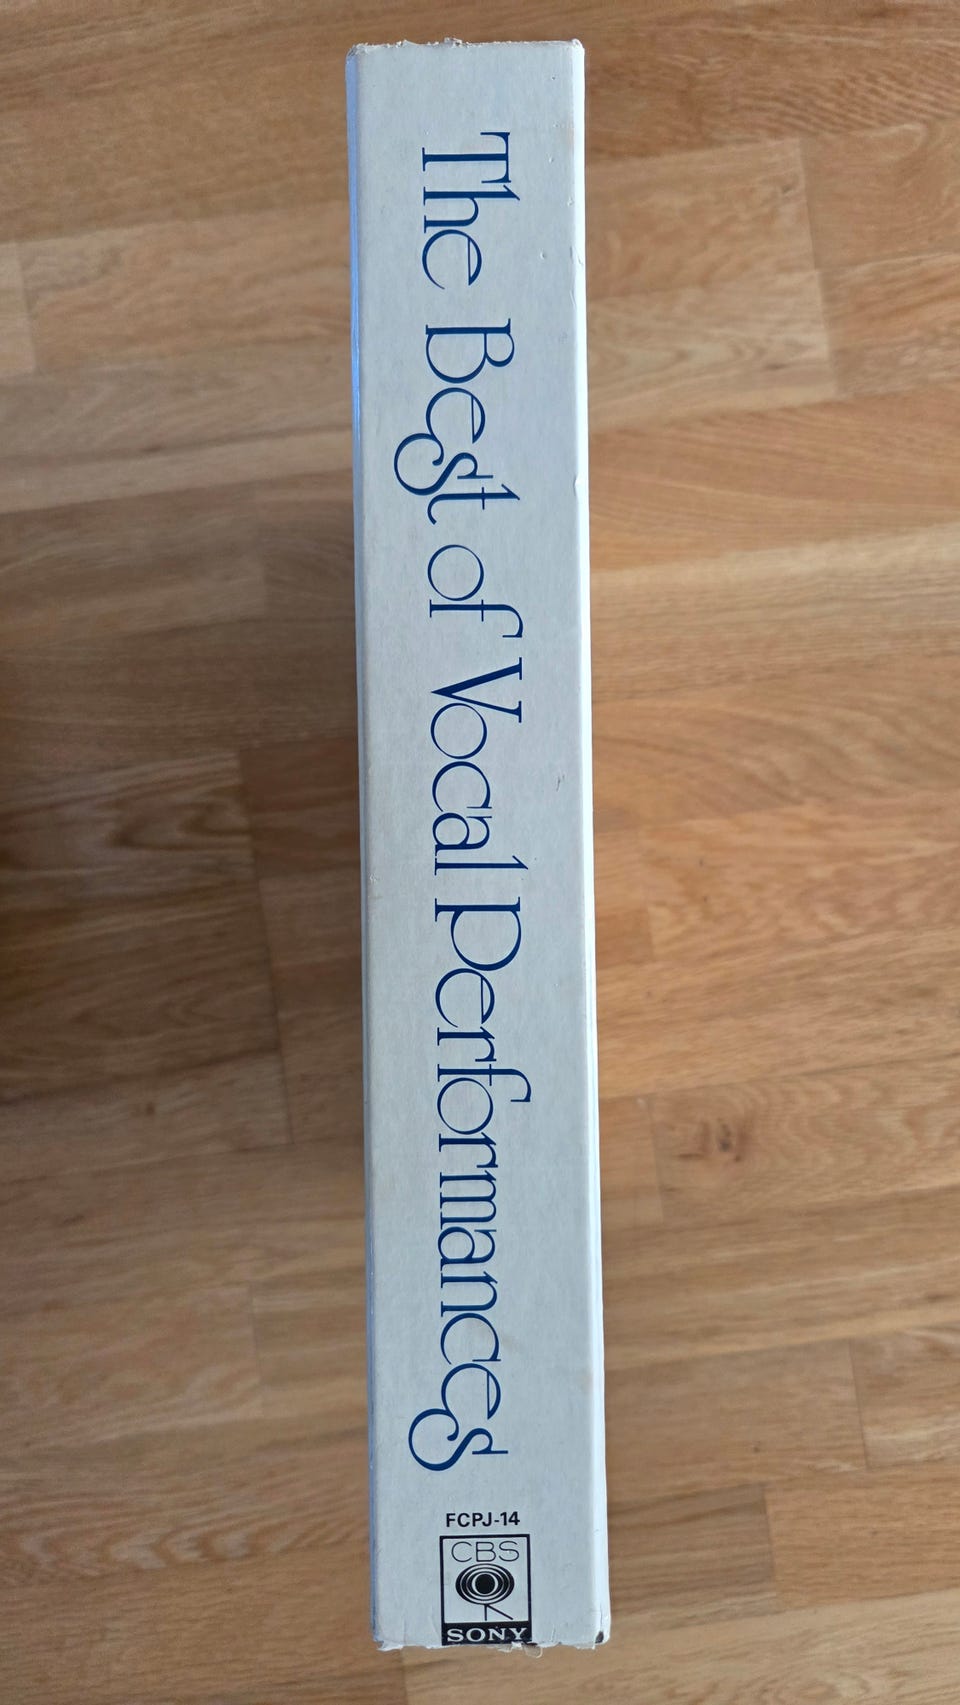 The Best of Vocal Performances
FCPJ-14
CBS
SONY